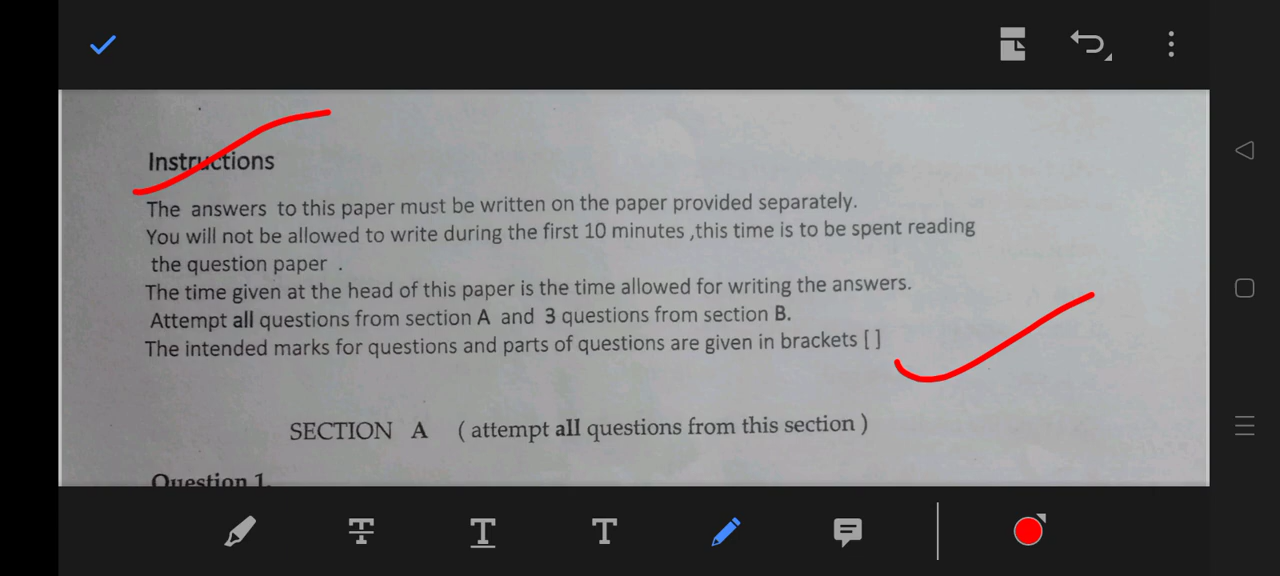 Instructions
The answers to this paper must be written on the paper provided separately.
You will not be allowed to write during the first 10 minutes ,this time is to be spent reading
the question paper .
The time given at the head of this paper is the time allowed for writing the answers.
Attempt all questions from section A and 3 questions from section B.
The intended marks for questions and parts of questions are given in brackets [ ]
SECTION A ( attempt all questions from this section )
Question 1.